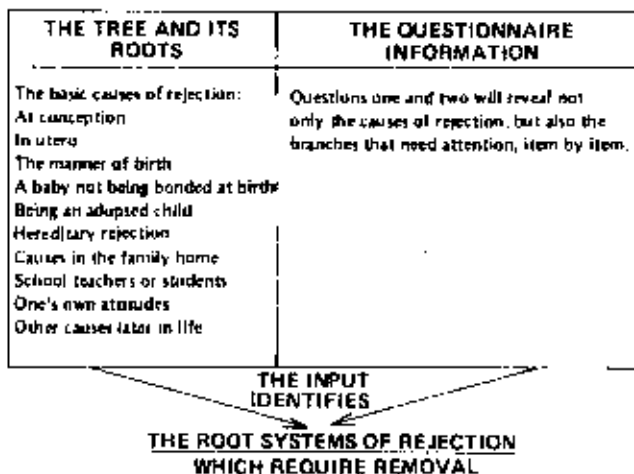 THE TREE AND ITS
ROOTS
The basic causes of rejection:
At conception
In utero
The manner of birth
A baby not being bonded at birth
Being an adopted child
Hereditary rejection
Causes in the family home
School teachers or students
One's own attitudes
Other causes later in life
THE QUESTIONNAIRE
INFORMATION
Questions one and two will reveal not
only the causes of rejection, but also the
branches that need attention, item by item.
THE INPUT
IDENTIFIES
THE ROOT SYSTEMS OF REJECTION
WHICH REQUIRE REMOVAL